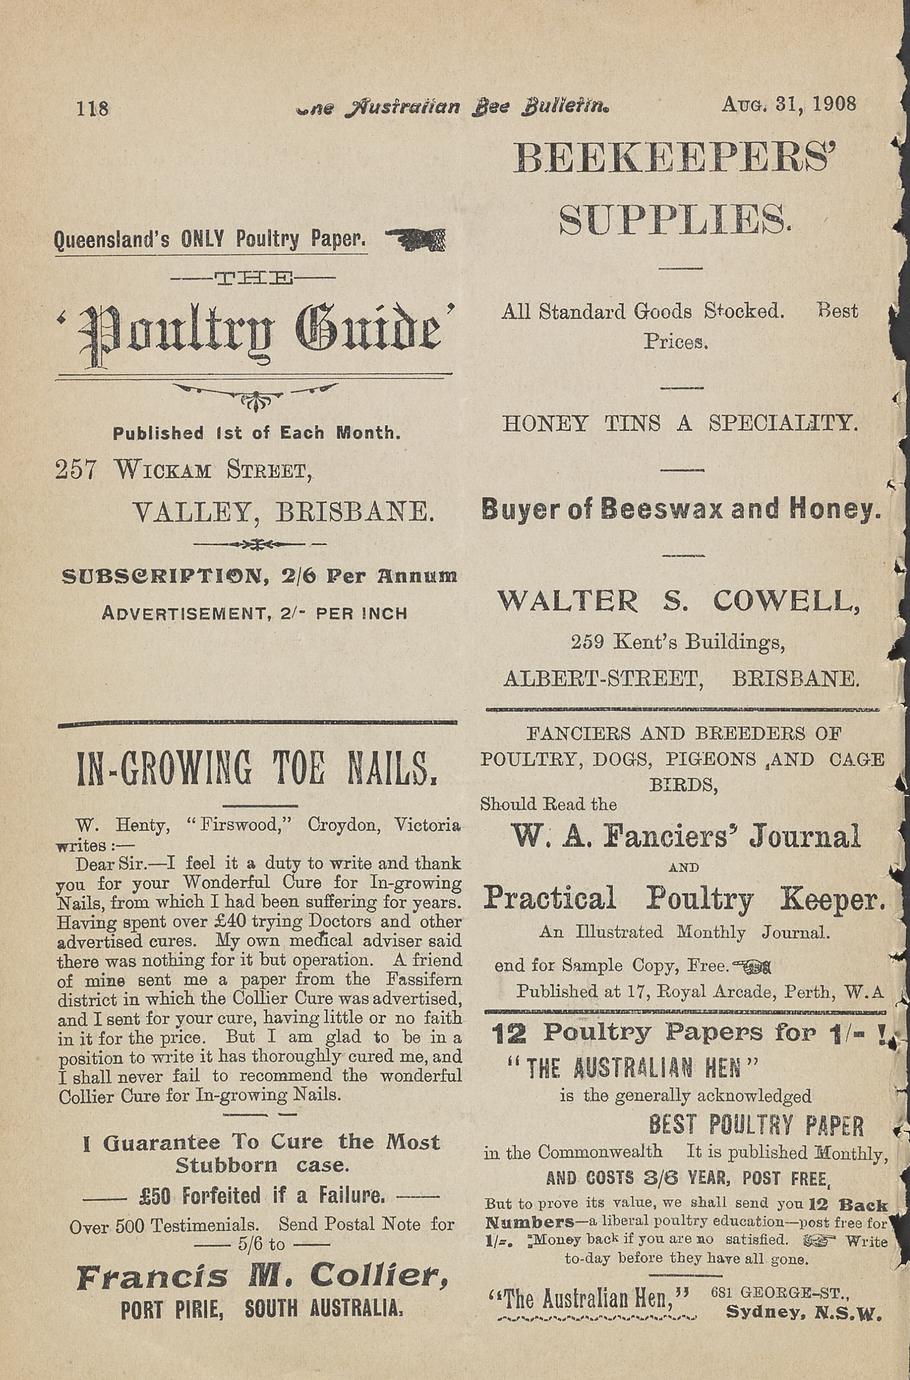 118
The Australian Bee Bulletin.
AUG. 31, 1908
Queensland's ONLY Poultry Paper.
THE
'Poultry Guide'
Published 1st of Each Month.
257 WICKAM STREET,
VALLEY, BRISBANE.
SUBSCRIPTION, 2/6 Per Annum
ADVERTISEMENT, 2/- PER INCH
IN-GROWING TOE NAILS.
W. Henty, "Firswood," Croydon, Victoria
writes :—
Dear Sir.—I feel it a duty to write and thank
you for your Wonderful Cure for In-growing
Nails, from which I had been suffering for years.
Having spent over £40 trying Doctors and other
advertised cures. My own medical adviser said
there was nothing for it but operation. A friend
of mine sent me a paper from the Fassifern
district in which the Collier Cure was advertised,
and I sent for your cure, having little or no faith
in it for the price. But I am glad to be in a
position to write it has thoroughly cured me, and
I shall never fail to recommend the wonderful
Collier Cure for In-growing Nails.
I Guarantee To Cure the Most
Stubborn case.
—— £50 Forfeited if a Failure. ——
Over 500 Testimenials. Send Postal Note for
—— 5/6 to ——
Francis M. Collier,
PORT PIRIE, SOUTH AUSTRALIA.
BEEKEEPERS'
SUPPLIES.
All Standard Goods Stocked. Best
Prices.
HONEY TINS A SPECIALITY.
Buyer of Beeswax and Honey.
WALTER S. COWELL,
259 Kent's Buildings,
ALBERT-STREET, BRISBANE.
FANCIERS AND BREEDERS OF
POULTRY, DOGS, PIGEONS ,AND CAGE
BIRDS,
Should Read the
W. A. Fanciers' Journal
AND
Practical Poultry Keeper.
An Illustrated Monthly Journal.
end for Sample Copy, Free.
Published at 17, Royal Arcade, Perth, W.A
12 Poultry Papers for 1/- !.
"THE AUSTRALIAN HEN"
is the generally acknowledged
BEST POULTRY PAPER
in the Commonwealth It is published Monthly,
AND COSTS 3/6 YEAR, POST FREE,
But to prove its value, we shall send you 12 Back
Numbers—a liberal poultry education—post free for
1/-. Money back if you are no satisfied. Write
to-day before they have all gone.
"The Australian Hen," 681 GEORGE-ST.,
Sydney, N.S.W.